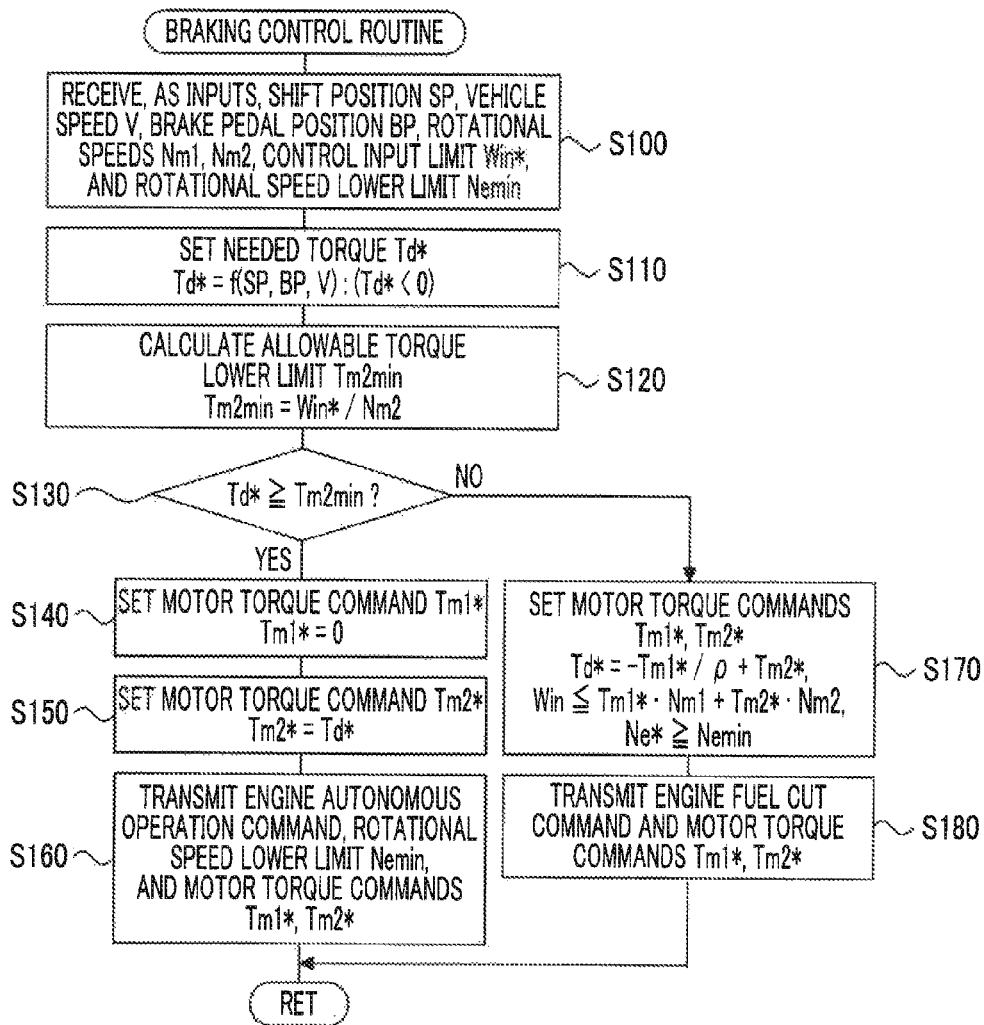 BRAKING CONTROL ROUTINE
RECEIVE, AS INPUTS, SHIFT POSITION SP, VEHICLE
SPEED V, BRAKE PEDAL POSITION BP, ROTATIONAL
SPEEDS Nm1, Nm2, CONTROL INPUT LIMIT Win*,
AND ROTATIONAL SPEED LOWER LIMIT Nemin
S100
SET NEEDED TORQUE Td*
Td* = f(SP, BP, V) : (Td* < 0)
S110
CALCULATE ALLOWABLE TORQUE
LOWER LIMIT Tm2min
Tm2min = Win* / Nm2
S120
S130
Td* ≧ Tm2min ?
NO
YES
S140
SET MOTOR TORQUE COMMAND Tm1*
Tm1* = 0
S150
SET MOTOR TORQUE COMMAND Tm2*
Tm2* = Td*
S160
TRANSMIT ENGINE AUTONOMOUS
OPERATION COMMAND, ROTATIONAL
SPEED LOWER LIMIT Nemin,
AND MOTOR TORQUE COMMANDS
Tm1*, Tm2*
SET MOTOR TORQUE COMMANDS
Tm1*, Tm2*
Td* = -Tm1* / ρ + Tm2*,
Win ≦ Tm1* · Nm1 + Tm2* · Nm2,
Ne* ≧ Nemin
S170
TRANSMIT ENGINE FUEL CUT
COMMAND AND MOTOR TORQUE
COMMANDS Tm1*, Tm2*
S180
RET